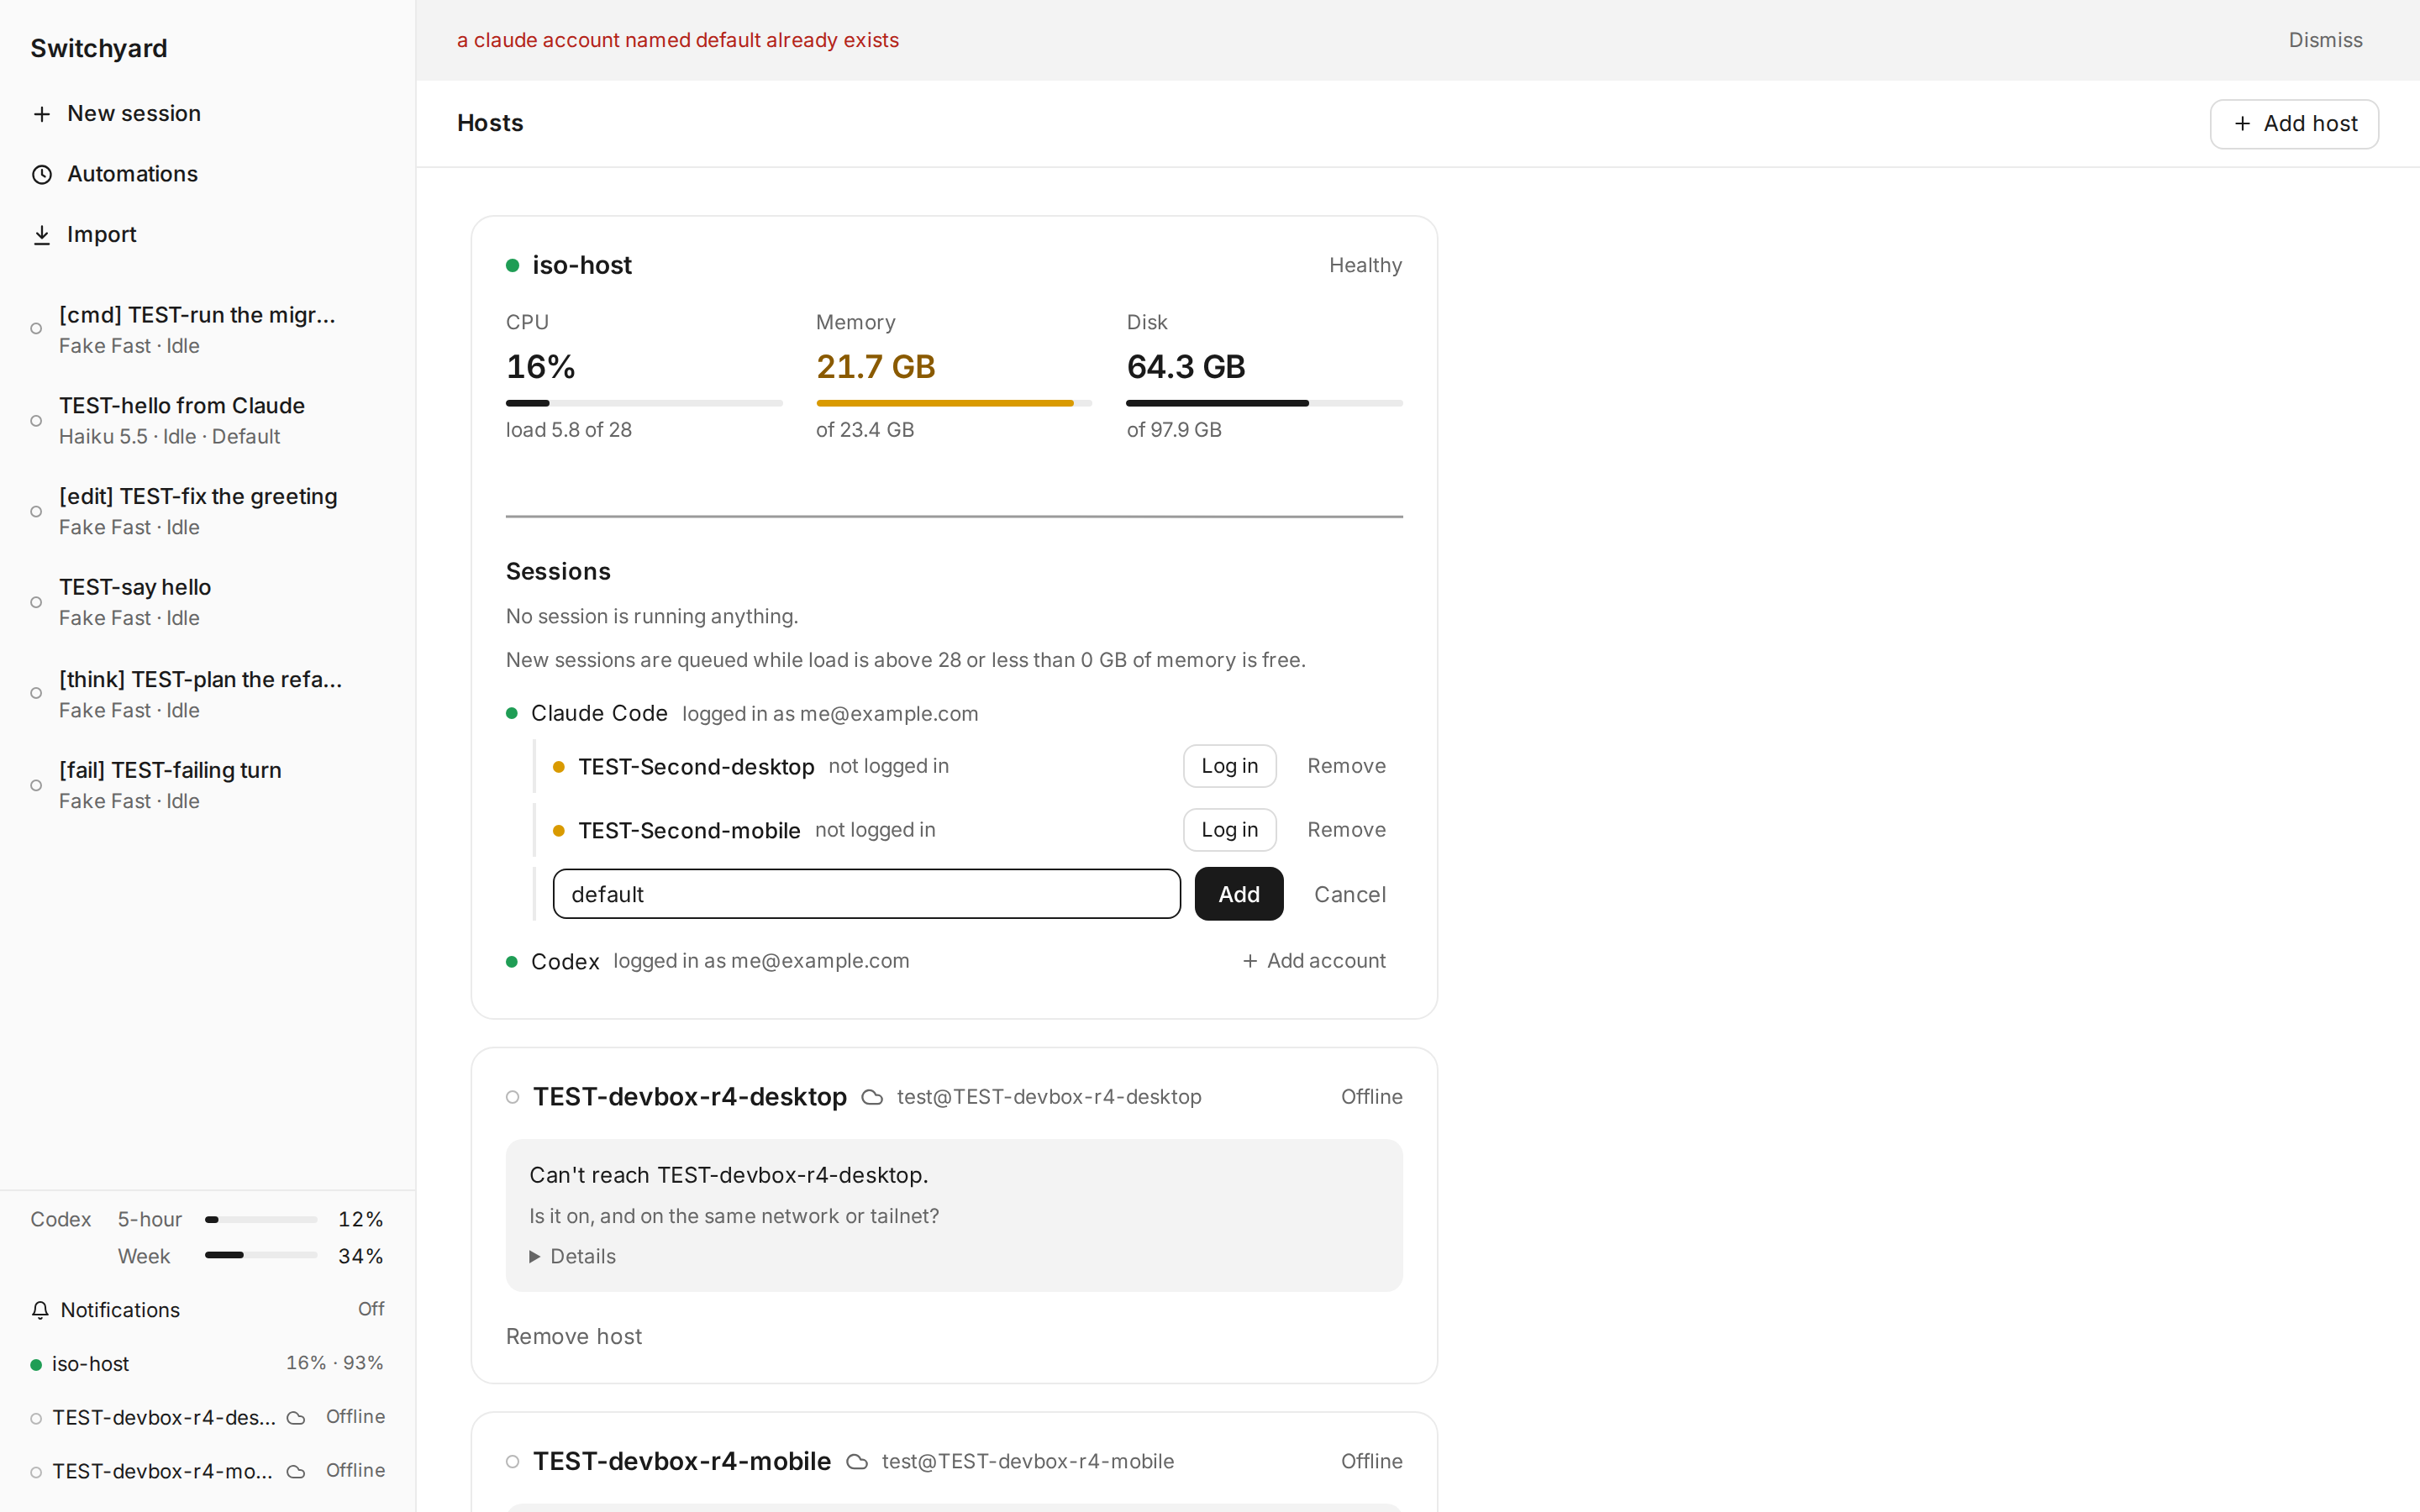 Switchyard
New session
Automations
Import
[cmd] TEST-run the migr...
Fake Fast · Idle
TEST-hello from Claude
Haiku 5.5 · Idle · Default
[edit] TEST-fix the greeting
Fake Fast · Idle
TEST-say hello
Fake Fast · Idle
[think] TEST-plan the refa...
Fake Fast · Idle
[fail] TEST-failing turn
Fake Fast · Idle
Codex 5-hour 12%
Week 34%
Notifications Off
iso-host 16% · 93%
TEST-devbox-r4-des... Offline
TEST-devbox-r4-mo... Offline
a claude account named default already exists Dismiss
Hosts + Add host
iso-host Healthy
CPU Memory Disk
16% 21.7 GB 64.3 GB
load 5.8 of 28 of 23.4 GB of 97.9 GB
Sessions
No session is running anything.
New sessions are queued while load is above 28 or less than 0 GB of memory is free.
Claude Code logged in as me@example.com
TEST-Second-desktop not logged in Log in Remove
TEST-Second-mobile not logged in Log in Remove
default Add Cancel
Codex logged in as me@example.com + Add account
TEST-devbox-r4-desktop test@TEST-devbox-r4-desktop Offline
Can't reach TEST-devbox-r4-desktop.
Is it on, and on the same network or tailnet?
Details
Remove host
TEST-devbox-r4-mobile test@TEST-devbox-r4-mobile Offline